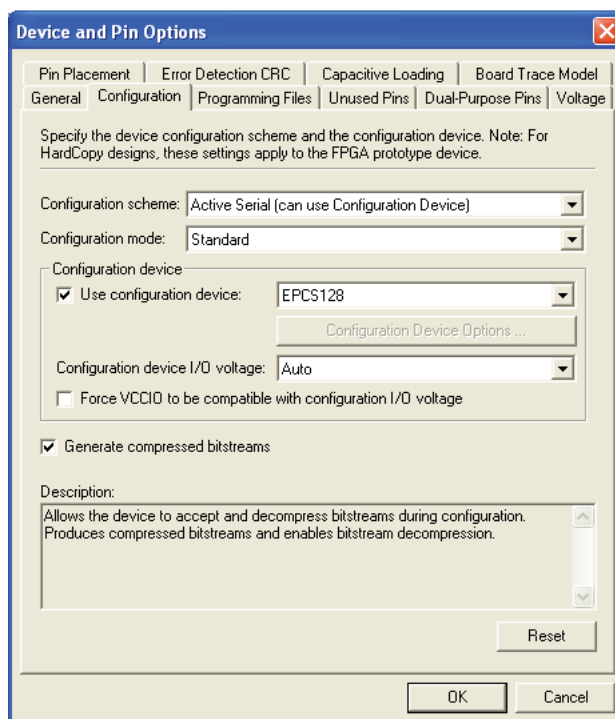 Device and Pin Options
Pin Placement
Error Detection CRC
Capacitive Loading
Board Trace Model
General
Configuration
Programming Files
Unused Pins
Dual-Purpose Pins
Voltage
Specify the device configuration scheme and the configuration device. Note: For
HardCopy designs, these settings apply to the FPGA prototype device.
Configuration scheme: Active Serial (can use Configuration Device)
Configuration mode: Standard
Configuration device
Use configuration device: EPCS128
Configuration Device Options ...
Configuration device I/O voltage: Auto
Force VCCIO to be compatible with configuration I/O voltage
Generate compressed bitstreams
Description:
Allows the device to accept and decompress bitstreams during configuration.
Produces compressed bitstreams and enables bitstream decompression.
Reset
OK
Cancel